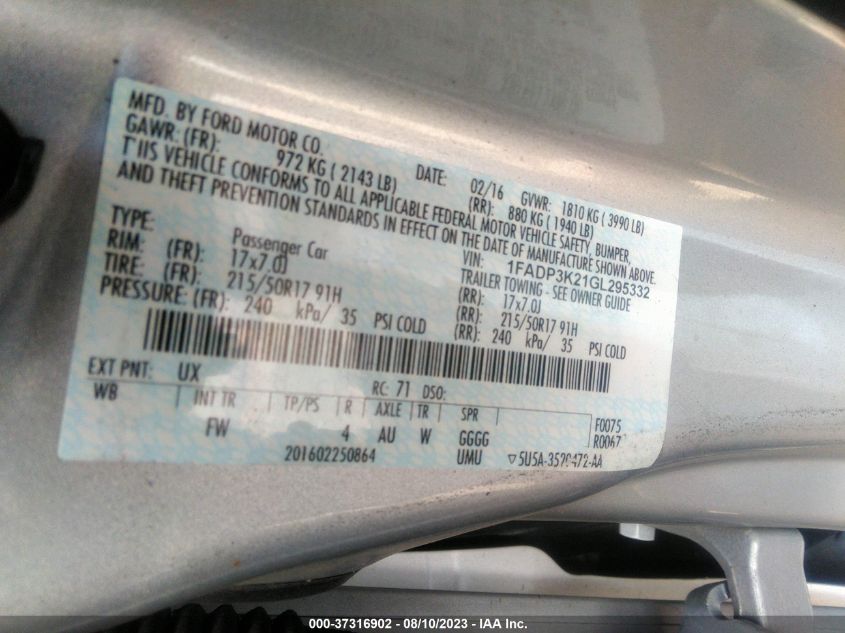 MFD. BY FORD MOTOR CO. DATE: 02/16 GVWR: 1810 KG ( 3990 LB)
GAWR: (FR): 972 KG ( 2143 LB) (RR): 880 KG ( 1940 LB)
T IIS VEHICLE CONFORMS TO ALL APPLICABLE FEDERAL MOTOR VEHICLE SAFETY, BUMPER,
AND THEFT PREVENTION STANDARDS IN EFFECT ON THE DATE OF MANUFACTURE SHOWN ABOVE.
VIN: 1FADP3K21GL295332
TYPE: Passenger Car TRAILER TOWING - SEE OWNER GUIDE
RIM: (FR): 17x7.0J (RR): 17x7.0J
TIRE: (FR): 215/50R17 91H (RR): 215/50R17 91H
PRESSURE: (FR): 240 kPa/ 35 PSI COLD (RR): 240 kPa/ 35 PSI COLD
EXT PNT: UX RC: 71 DSO:
WB INT TR TP/PS R AXLE TR SPR F0075
FW 4 AU W GGGG R0067
201602250864 UMU ▽5U5A-3520472-AA
000-37316902 — 08/10/2023 — IAA Inc.